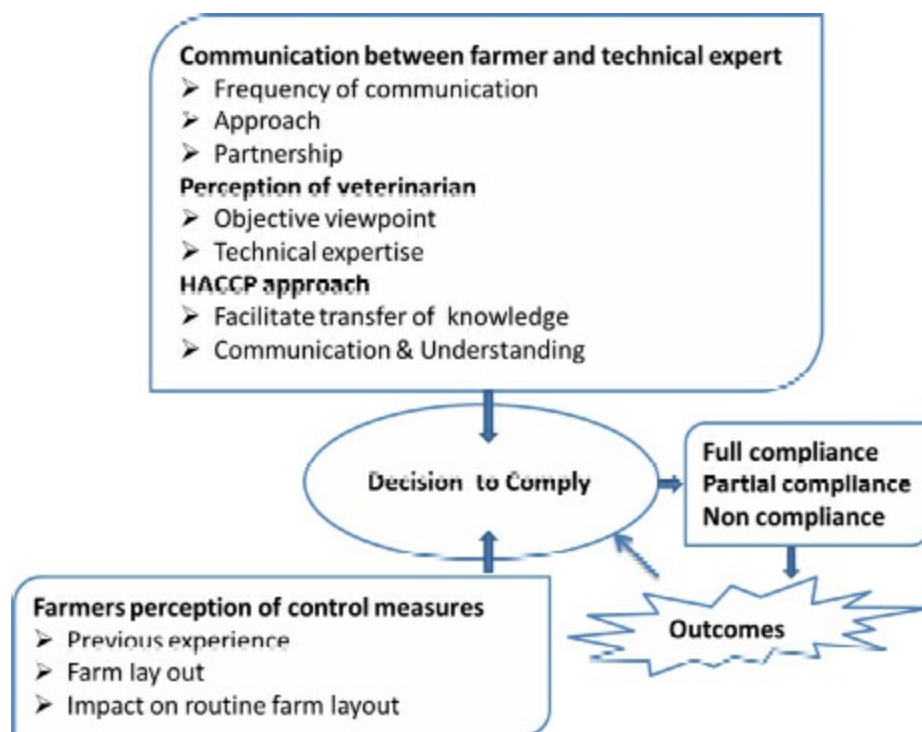 Communication between farmer and technical expert
➢ Frequency of communication
➢ Approach
➢ Partnership
Perception of veterinarian
➢ Objective viewpoint
➢ Technical expertise
HACCP approach
➢ Facilitate transfer of knowledge
➢ Communication & Understanding
Decision to Comply
Full compliance
Partial compliance
Non compliance
Outcomes
Farmers perception of control measures
➢ Previous experience
➢ Farm lay out
➢ Impact on routine farm layout